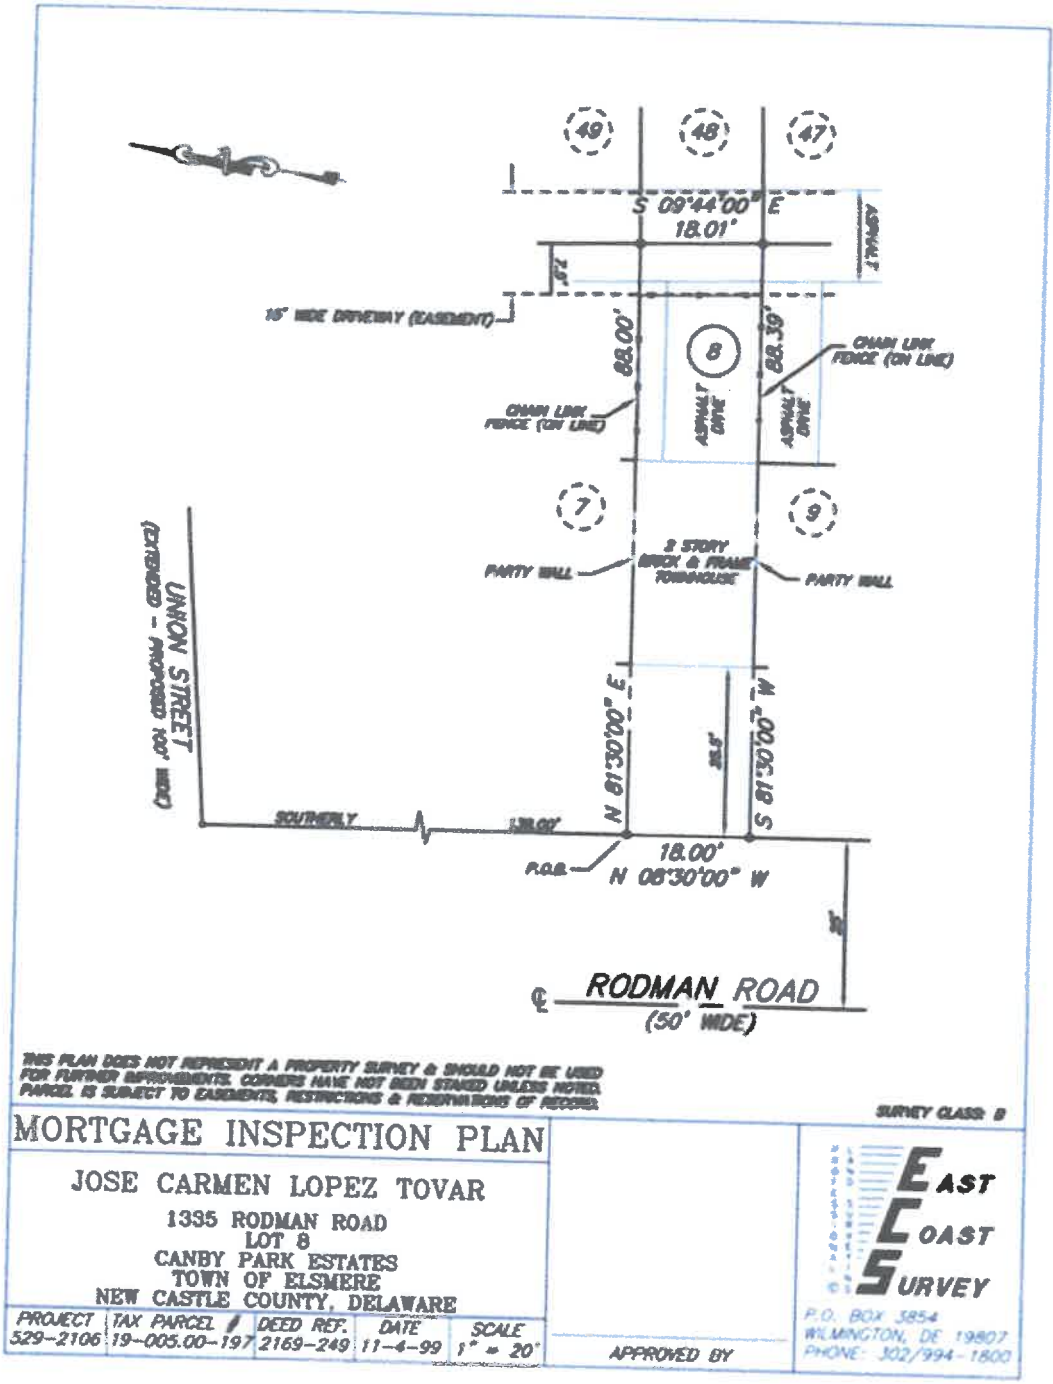 49
48
47
S 09°44'00" E
18.01'
ASPHALT
7.5'
15' WIDE DRIVEWAY (EASEMENT)
88.00'
8
88.39'
CHAIN LINK
FENCE (ON LINE)
CHAIN LINK
FENCE (ON LINE)
ASPHALT
DRIVE
ASPHALT
DRIVE
7
9
2 STORY
BRICK & FRAME
TOWNHOUSE
PARTY WALL
PARTY WALL
UNION STREET
(EXTENDED - PROPOSED 100' WIDE)
N 81°30'00" E
S 81°30'00" W
SOUTHERLY
P.O.B.
18.00'
N 08°30'00" W
RODMAN ROAD
(50' WIDE)
THIS PLAN DOES NOT REPRESENT A PROPERTY SURVEY & SHOULD NOT BE USED
FOR FURTHER IMPROVEMENTS. CORNERS HAVE NOT BEEN STAKED UNLESS NOTED.
PARCEL IS SUBJECT TO EASEMENTS, RESTRICTIONS & RESERVATIONS OF RECORD.
SURVEY CLASS: B
MORTGAGE INSPECTION PLAN
JOSE CARMEN LOPEZ TOVAR
1335 RODMAN ROAD
LOT 8
CANBY PARK ESTATES
TOWN OF ELSMERE
NEW CASTLE COUNTY, DELAWARE
PROJECT
529-2106
TAX PARCEL #
19-005.00-197
DEED REF.
2169-249
DATE
11-4-99
SCALE
1" = 20'
APPROVED BY
EAST
COAST
SURVEY
P.O. BOX 3854
WILMINGTON, DE 19807
PHONE: 302/994-1800